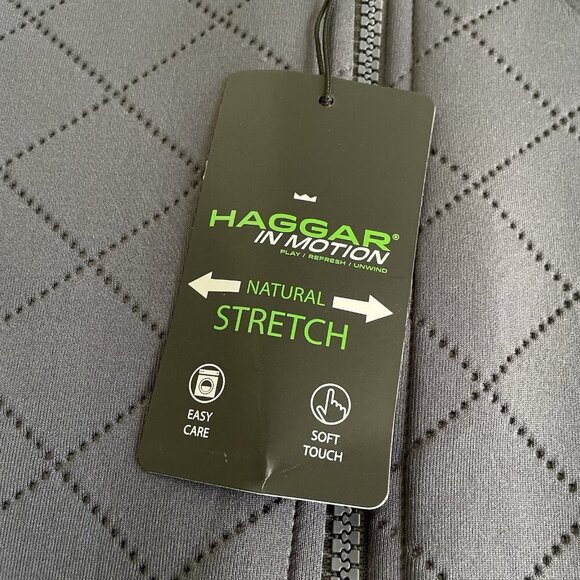 HAGGAR®
IN MOTION
PLAY / REFRESH / UNWIND
NATURAL
STRETCH
EASY
CARE
SOFT
TOUCH